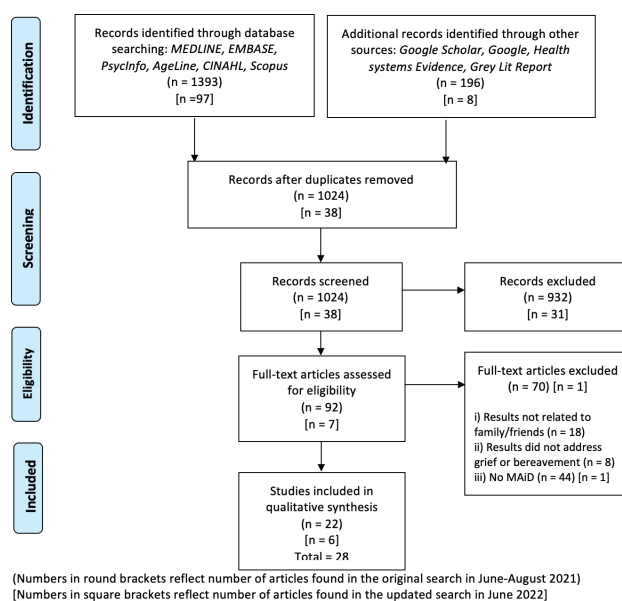 Identification
Records identified through database
searching: MEDLINE, EMBASE,
PsycInfo, AgeLine, CINAHL, Scopus
(n = 1393)
[n =97]
Additional records identified through other
sources: Google Scholar, Google, Health
systems Evidence, Grey Lit Report
(n = 196)
[n = 8]
Screening
Records after duplicates removed
(n = 1024)
[n = 38]
Records screened
(n = 1024)
[n = 38]
Records excluded
(n = 932)
[n = 31]
Eligibility
Full-text articles assessed
for eligibility
(n = 92)
[n = 7]
Full-text articles excluded
(n = 70) [n = 1]
i) Results not related to
family/friends (n = 18)
ii) Results did not address
grief or bereavement (n = 8)
iii) No MAiD (n = 44) [n = 1]
Included
Studies included in
qualitative synthesis
(n = 22)
[n = 6]
Total = 28
(Numbers in round brackets reflect number of articles found in the original search in June-August 2021)
[Numbers in square brackets reflect number of articles found in the updated search in June 2022]